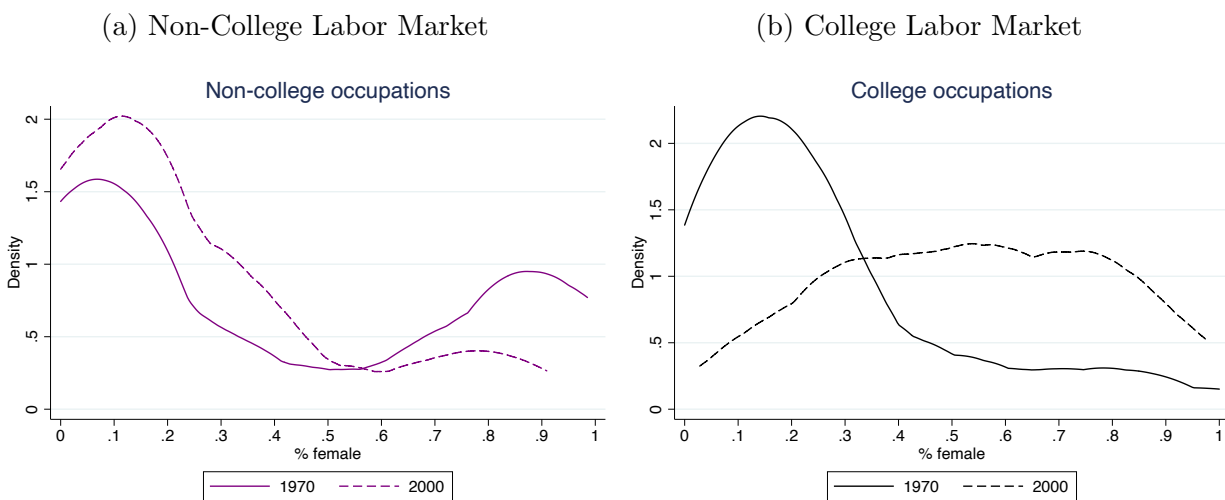 (a) Non-College Labor Market
Non-college occupations
Density
2
1.5
1
.5
0
0 .1 .2 .3 .4 .5 .6 .7 .8 .9 1
% female
1970 2000
(b) College Labor Market
College occupations
Density
2
1.5
1
.5
0
0 .1 .2 .3 .4 .5 .6 .7 .8 .9 1
% female
1970 2000